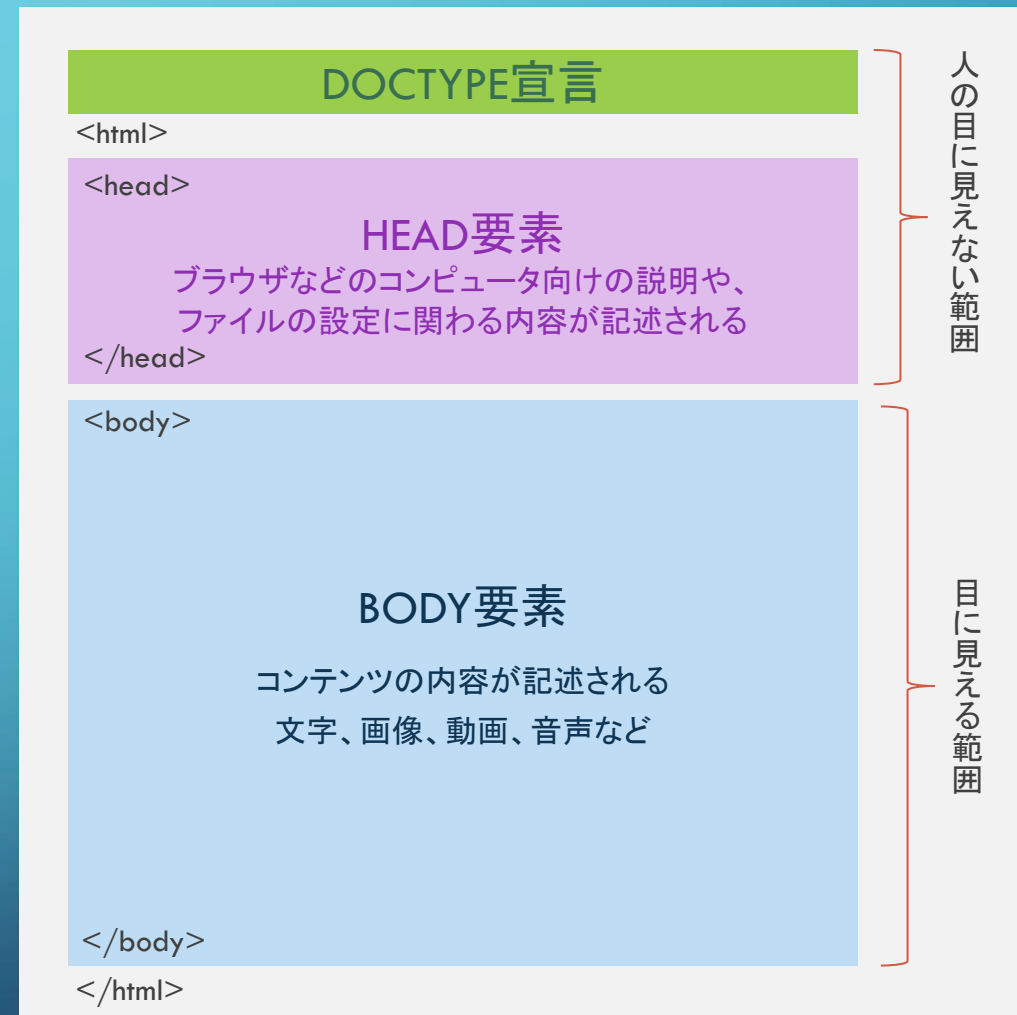 DOCTYPE宣言
<html>
<head>
HEAD要素
ブラウザなどのコンピュータ向けの説明や、
ファイルの設定に関わる内容が記述される
</head>
人の目に見えない範囲
<body>
BODY要素
コンテンツの内容が記述される
文字、画像、動画、音声など
</body>
目に見える範囲
</html>